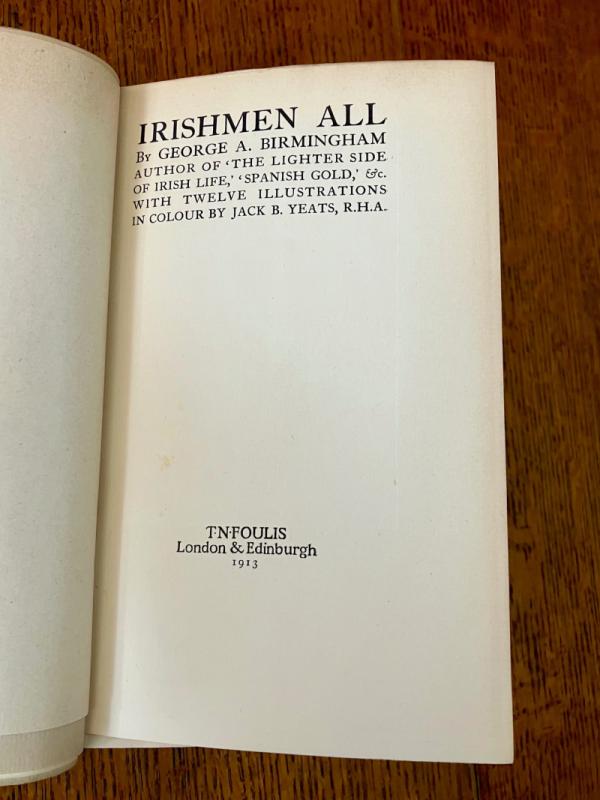 IRISHMEN ALL
By GEORGE A. BIRMINGHAM
AUTHOR OF ‘THE LIGHTER SIDE
OF IRISH LIFE,’ ‘SPANISH GOLD,’ &c.
WITH TWELVE ILLUSTRATIONS
IN COLOUR BY JACK B. YEATS, R.H.A.
T·N·FOULIS
London & Edinburgh
1913